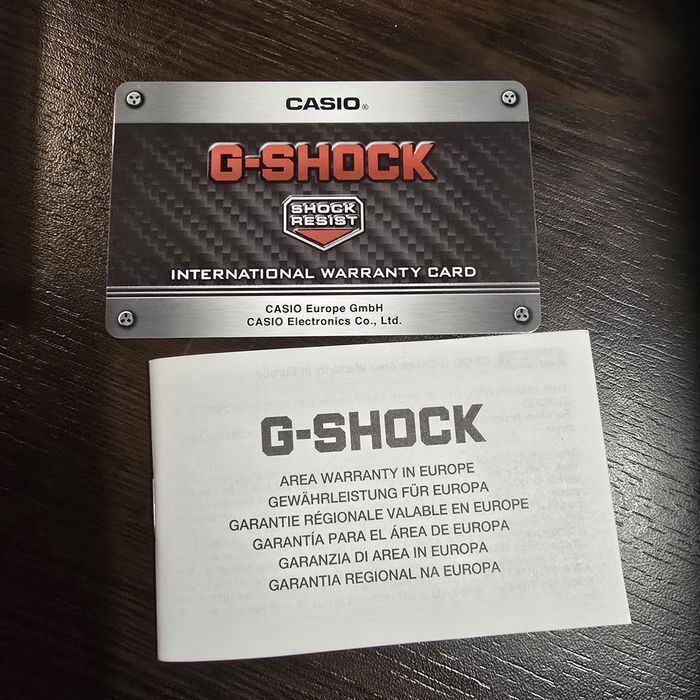 CASIO®
G-SHOCK
SHOCK
RESIST
INTERNATIONAL WARRANTY CARD
CASIO Europe GmbH
CASIO Electronics Co., Ltd.
G-SHOCK
AREA WARRANTY IN EUROPE
GEWÄHRLEISTUNG FÜR EUROPA
GARANTIE RÉGIONALE VALABLE EN EUROPE
GARANTÍA PARA EL ÁREA DE EUROPA
GARANZIA DI AREA IN EUROPA
GARANTIA REGIONAL NA EUROPA